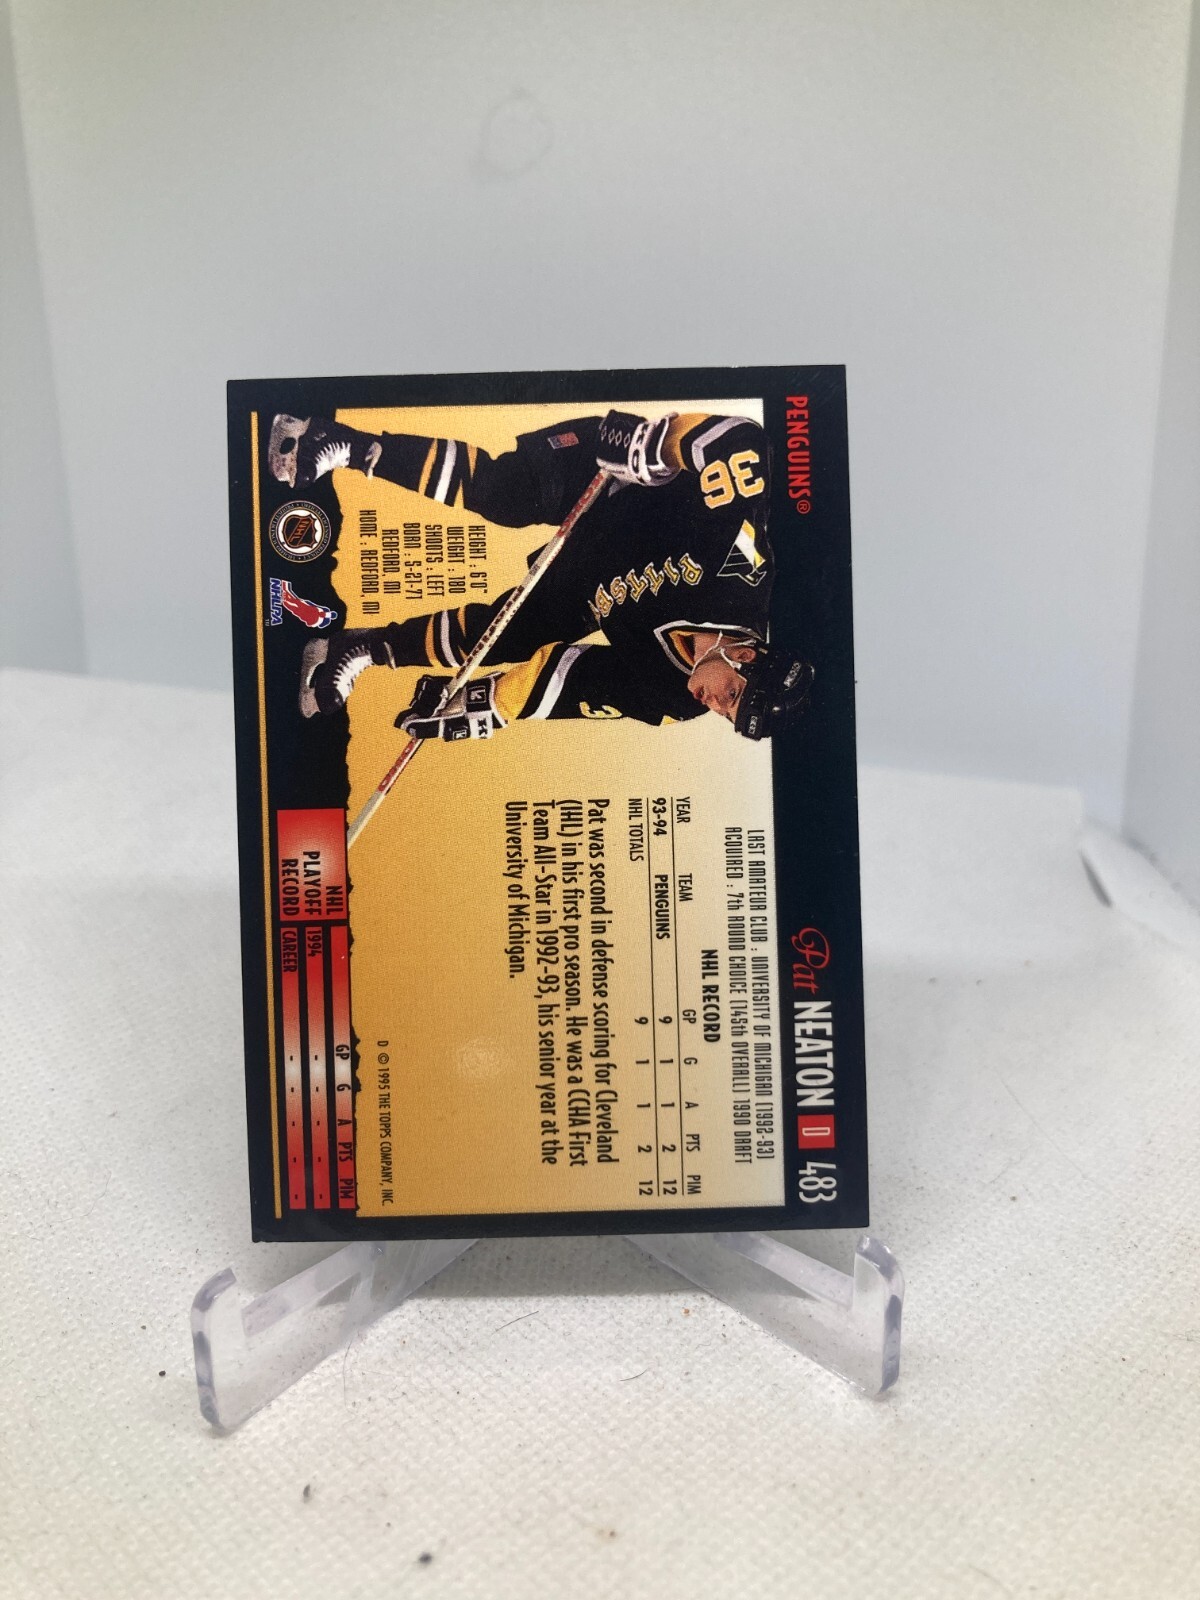 PENGUINS®
Pat NEATON D 483
LAST AMATEUR CLUB : UNIVERSITY OF MICHIGAN (1992-93)
ACQUIRED : 7th ROUND CHOICE (145th OVERALL) 1990 DRAFT
NHL RECORD
YEAR TEAM GP G A PTS PIM
93-94 PENGUINS 9 1 1 2 12
NHL TOTALS 9 1 1 2 12
Pat was second in defense scoring for Cleveland
(IHL) in his first pro season. He was a CCHA First
Team All-Star in 1992-93, his senior year at the
University of Michigan.
36
PITTSB
3
HEIGHT : 6'0"
WEIGHT : 180
SHOOTS : LEFT
BORN : 5-21-71
REDFORD, MI
HOME : REDFORD, MI
NHL
NHLPA
D © 1995 THE TOPPS COMPANY, INC.
NHL
PLAYOFF
RECORD
GP G A PTS PIM
1994 - - - - -
CAREER - - - - -